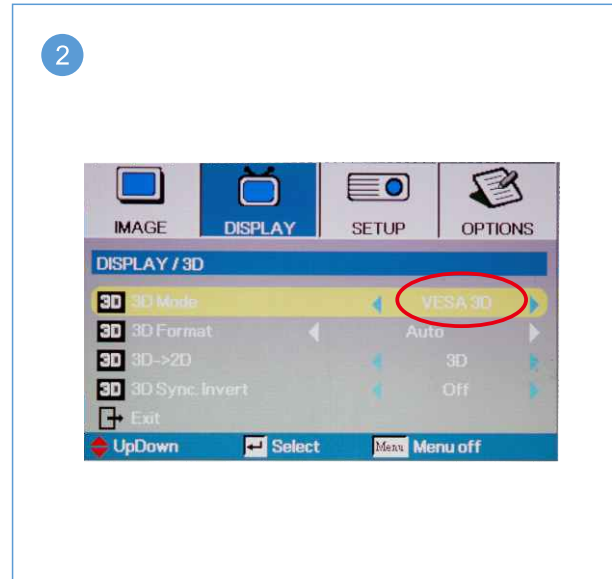 2
IMAGE DISPLAY SETUP OPTIONS
DISPLAY / 3D
3D 3D Mode VESA 3D
3D 3D Format Auto
3D 3D->2D 3D
3D 3D Sync. Invert Off
Exit
UpDown Select Menu Menu off